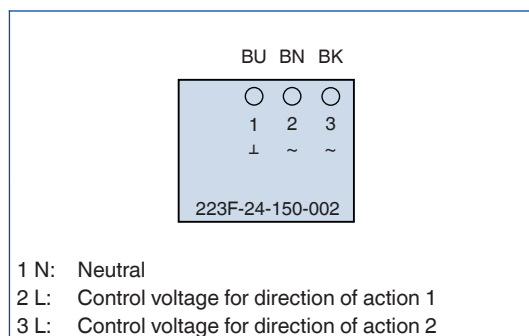 BU BN BK
1 2 3
⊥ ~ ~
223F-24-150-002
1 N: Neutral
2 L: Control voltage for direction of action 1
3 L: Control voltage for direction of action 2